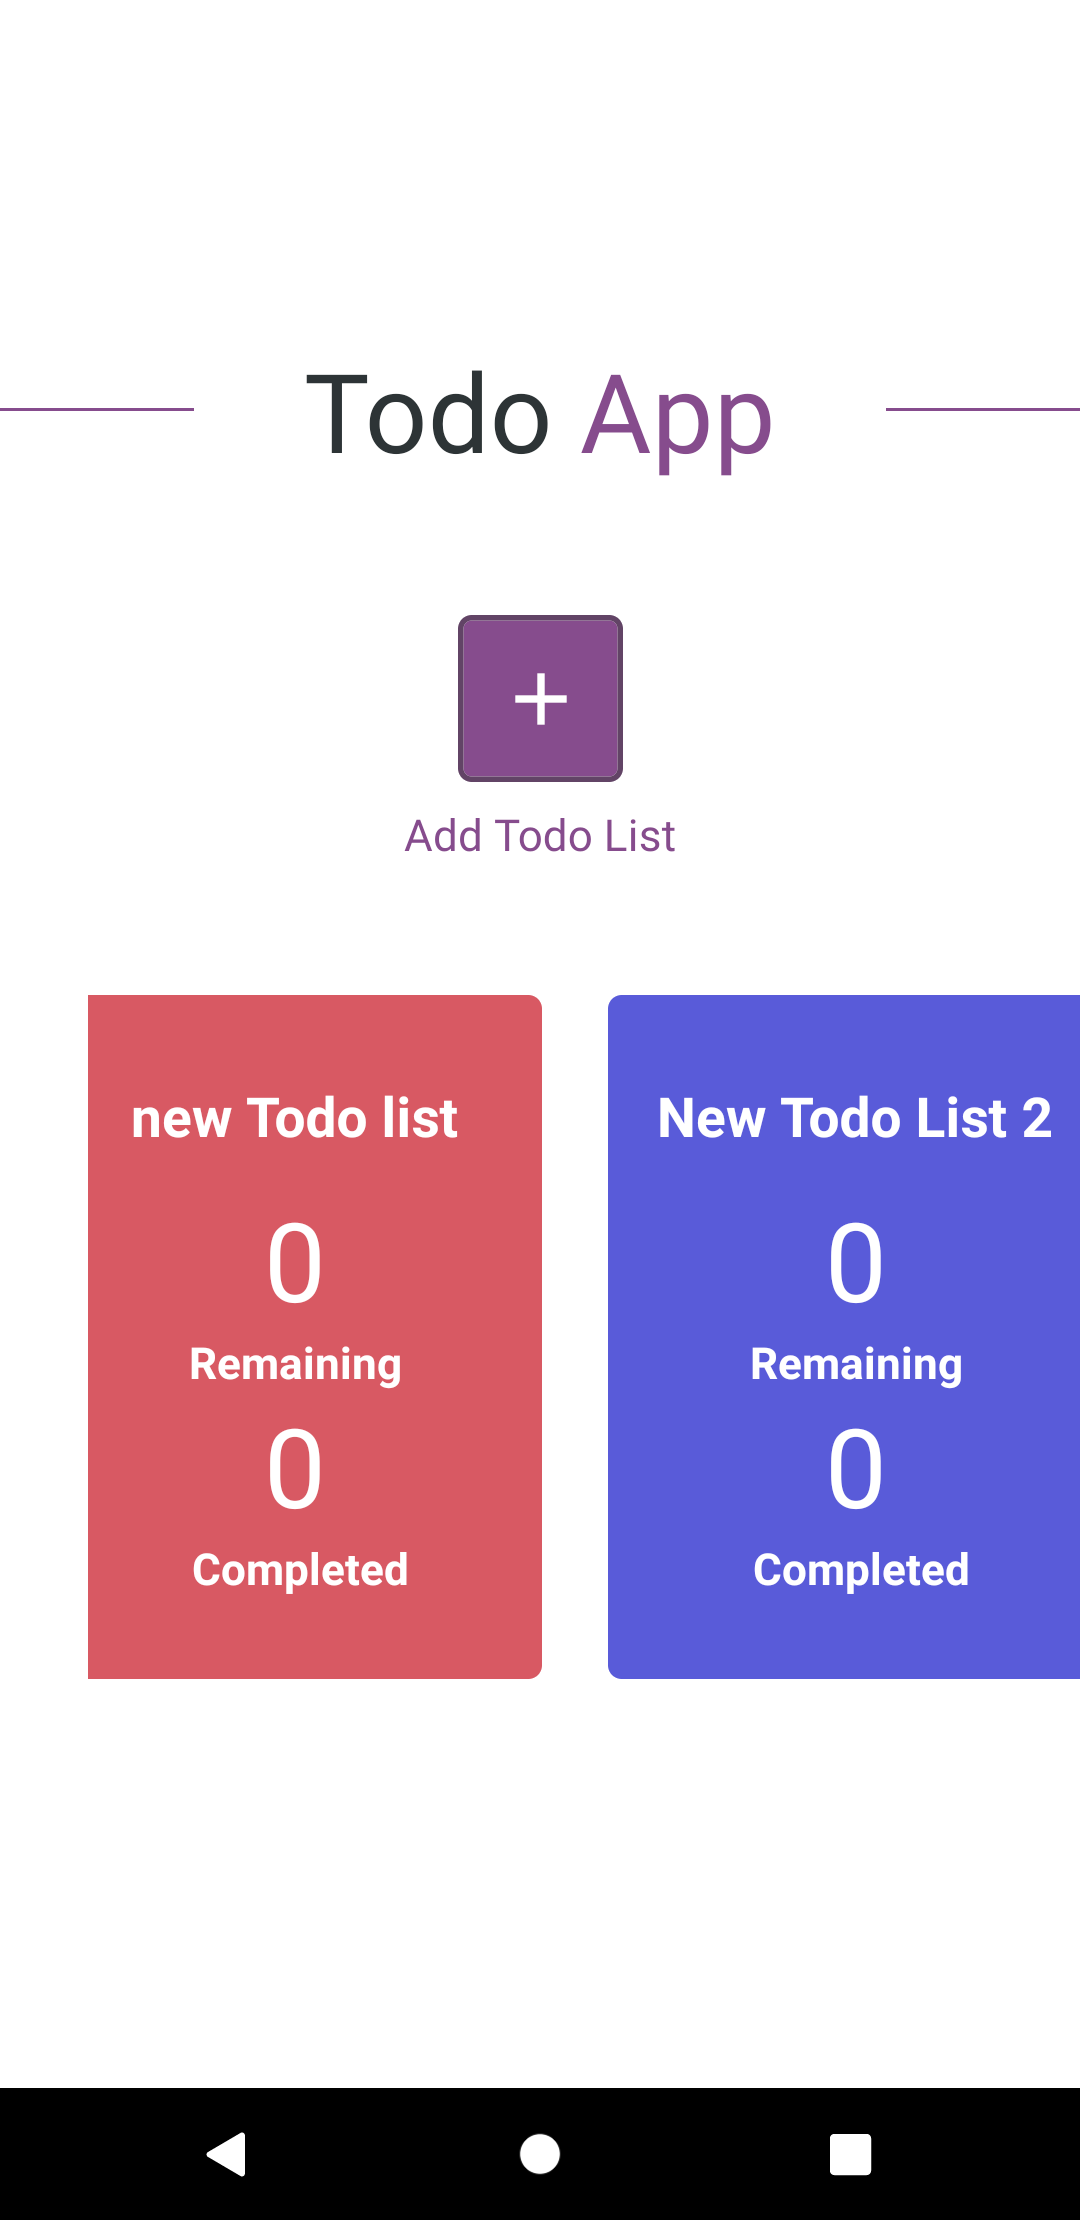 Todo App
+
Add Todo List
new Todo list
0
Remaining
0
Completed
New Todo List 2
0
Remaining
0
Completed